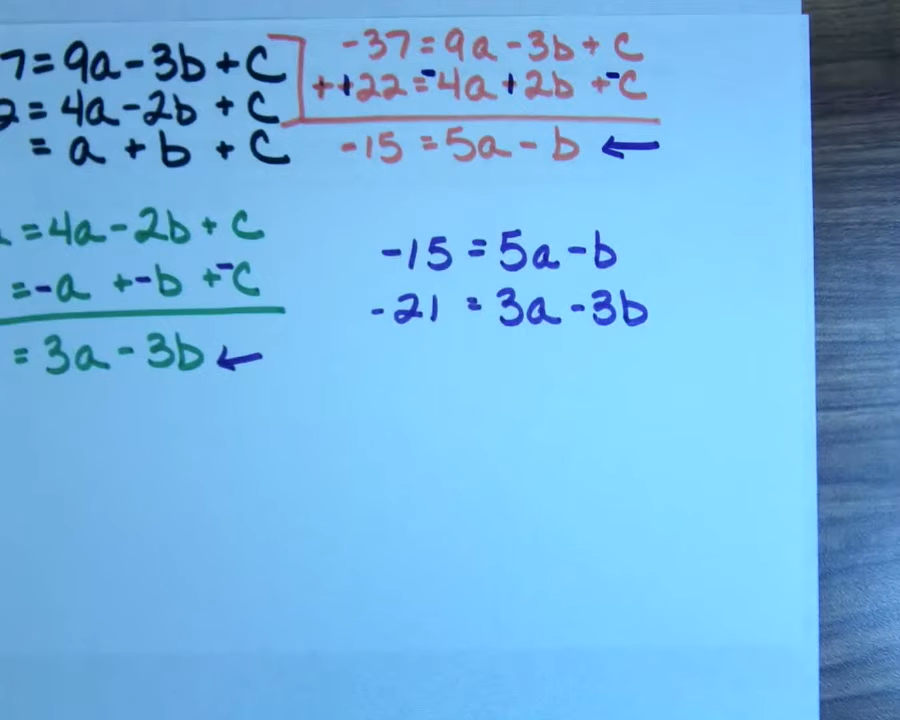 7 = 9a - 3b + C
2 = 4a - 2b + C
= a + b + C
-37 = 9a - 3b + C
++22 = -4a + 2b + -C
-15 = 5a - b ←
= 4a - 2b + C
= -a + -b + -C
= 3a - 3b ←
-15 = 5a - b
-21 = 3a - 3b